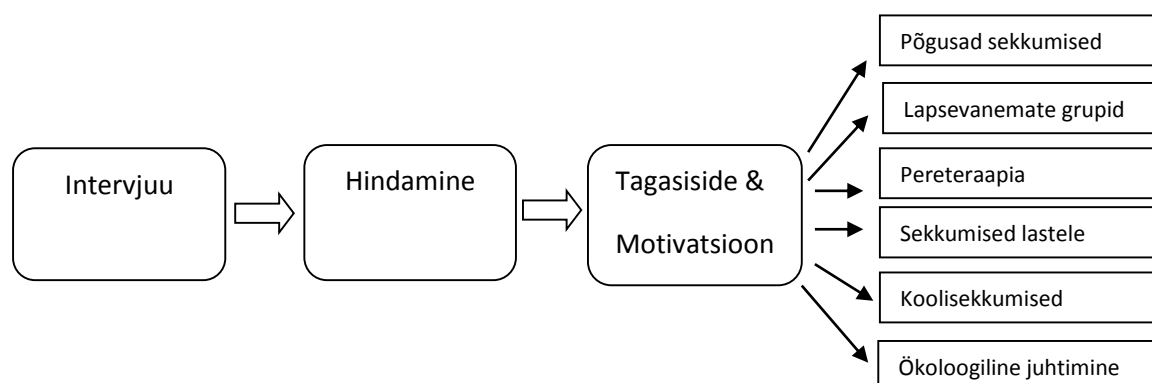 Intervjuu
Hindamine
Tagasiside &
Motivatsioon
Põgusad sekkumised
Lapsevanemate grupid
Pereteraapia
Sekkumised lastele
Koolisekkumised
Ökoloogiline juhtimine